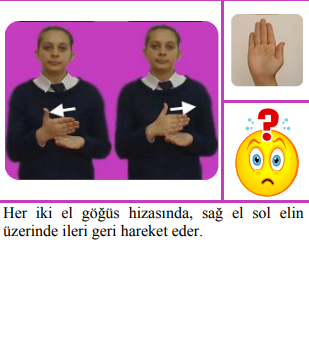 Her iki el göğüs hizasında, sağ el sol elin
üzerinde ileri geri hareket eder.